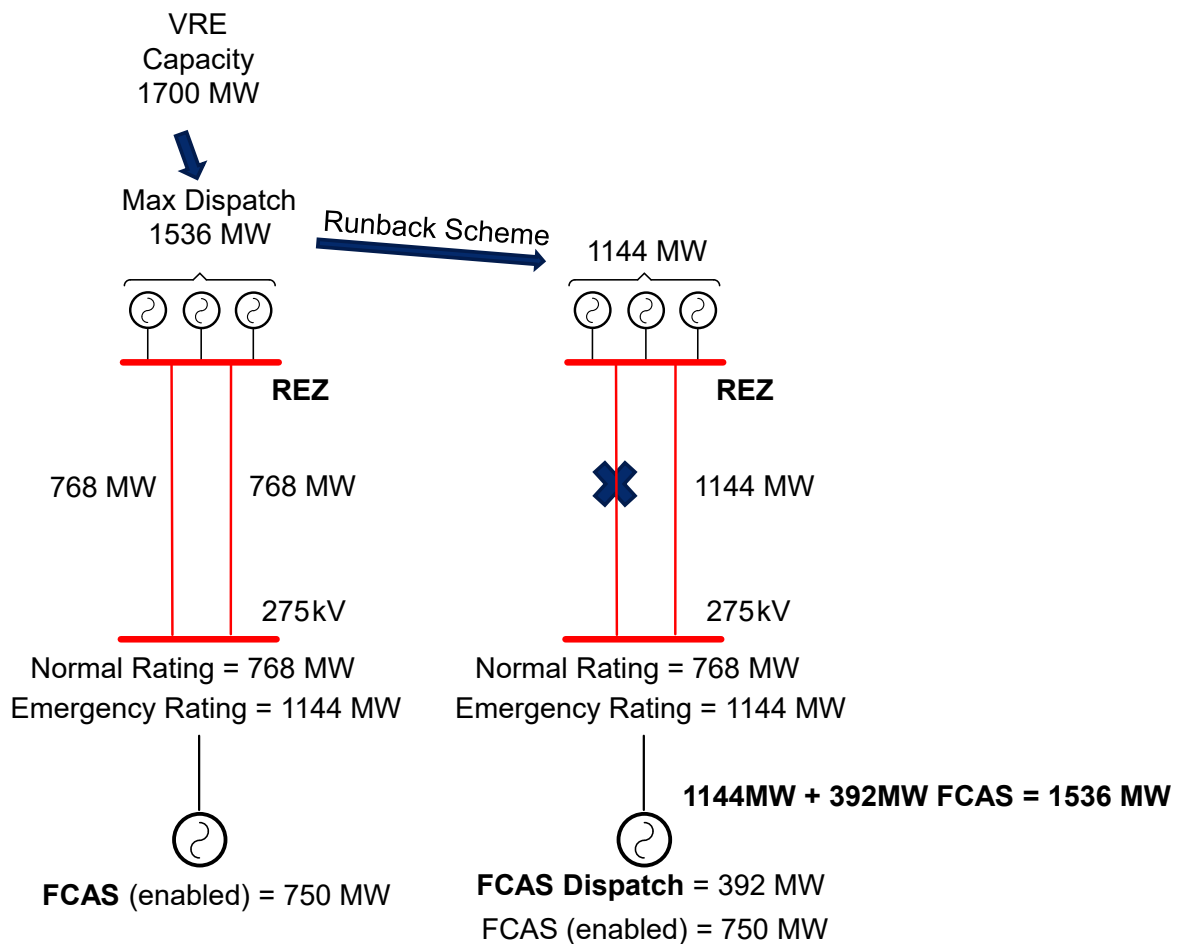 VRE
Capacity
1700 MW
Max Dispatch
1536 MW
Runback Scheme
1144 MW
REZ
REZ
768 MW
768 MW
1144 MW
275kV
275kV
Normal Rating = 768 MW
Emergency Rating = 1144 MW
Normal Rating = 768 MW
Emergency Rating = 1144 MW
1144MW + 392MW FCAS = 1536 MW
FCAS (enabled) = 750 MW
FCAS Dispatch = 392 MW
FCAS (enabled) = 750 MW